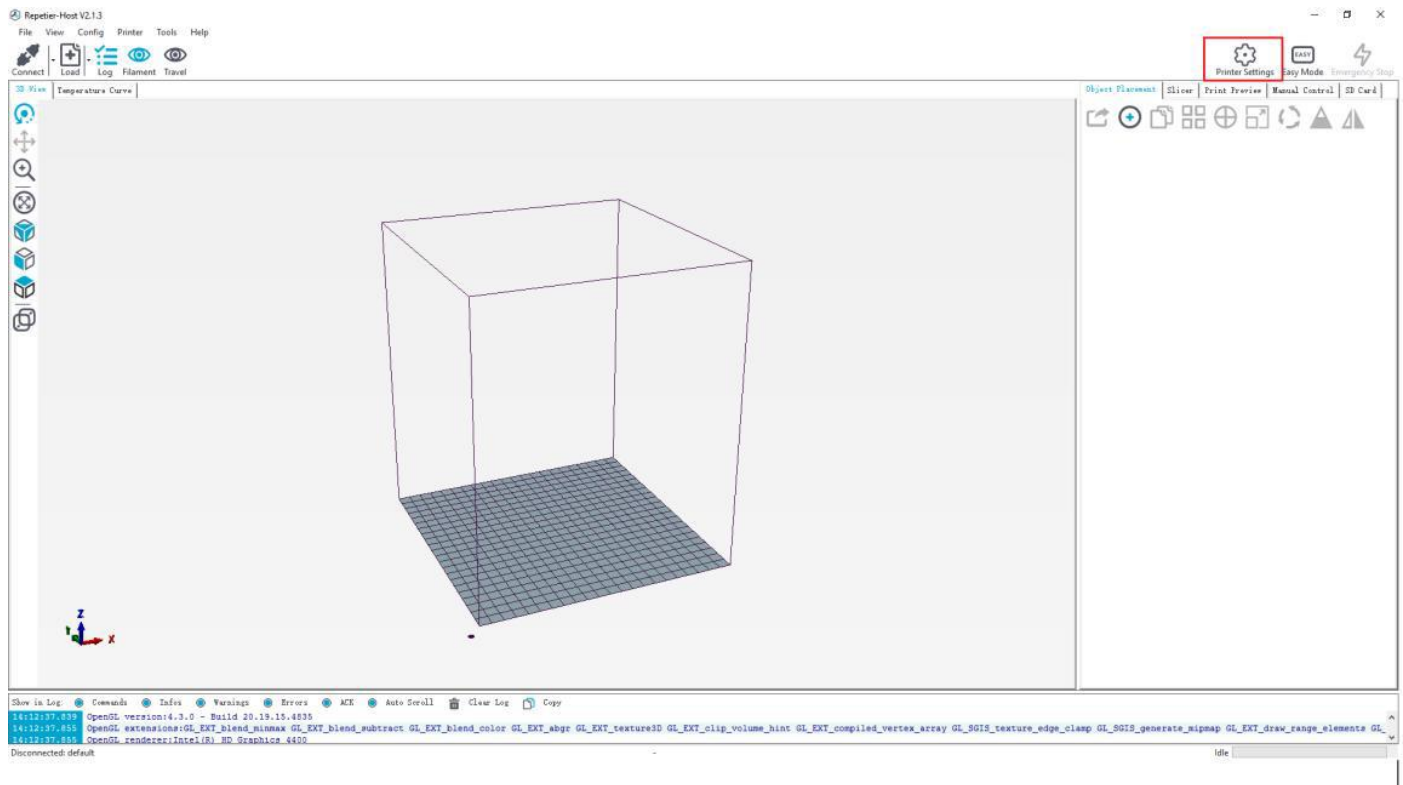 Repetier-Host V2.1.3
File View Config Printer Tools Help
Connect Load Log Filament Travel
Printer Settings EASY Easy Mode Emergency Stop
3D View Temperature Curve
Object Placement Slicer Print Preview Manual Control SD Card
Z
Y
X
Show in Log: Commands Infos Warnings Errors ACK Auto Scroll Clear Log Copy
14:12:37.839 OpenGL version:4.3.0 - Build 20.19.15.4835
14:12:37.855 OpenGL extensions:GL_EXT_blend_minmax GL_EXT_blend_subtract GL_EXT_blend_color GL_EXT_abgr GL_EXT_texture3D GL_EXT_clip_volume_hint GL_EXT_compiled_vertex_array GL_SGIS_texture_edge_clamp GL_SGIS_generate_mipmap GL_EXT_draw_range_elements GL_
14:12:37.855 OpenGL renderer:Intel(R) HD Graphics 4400
Disconnected: default - Idle